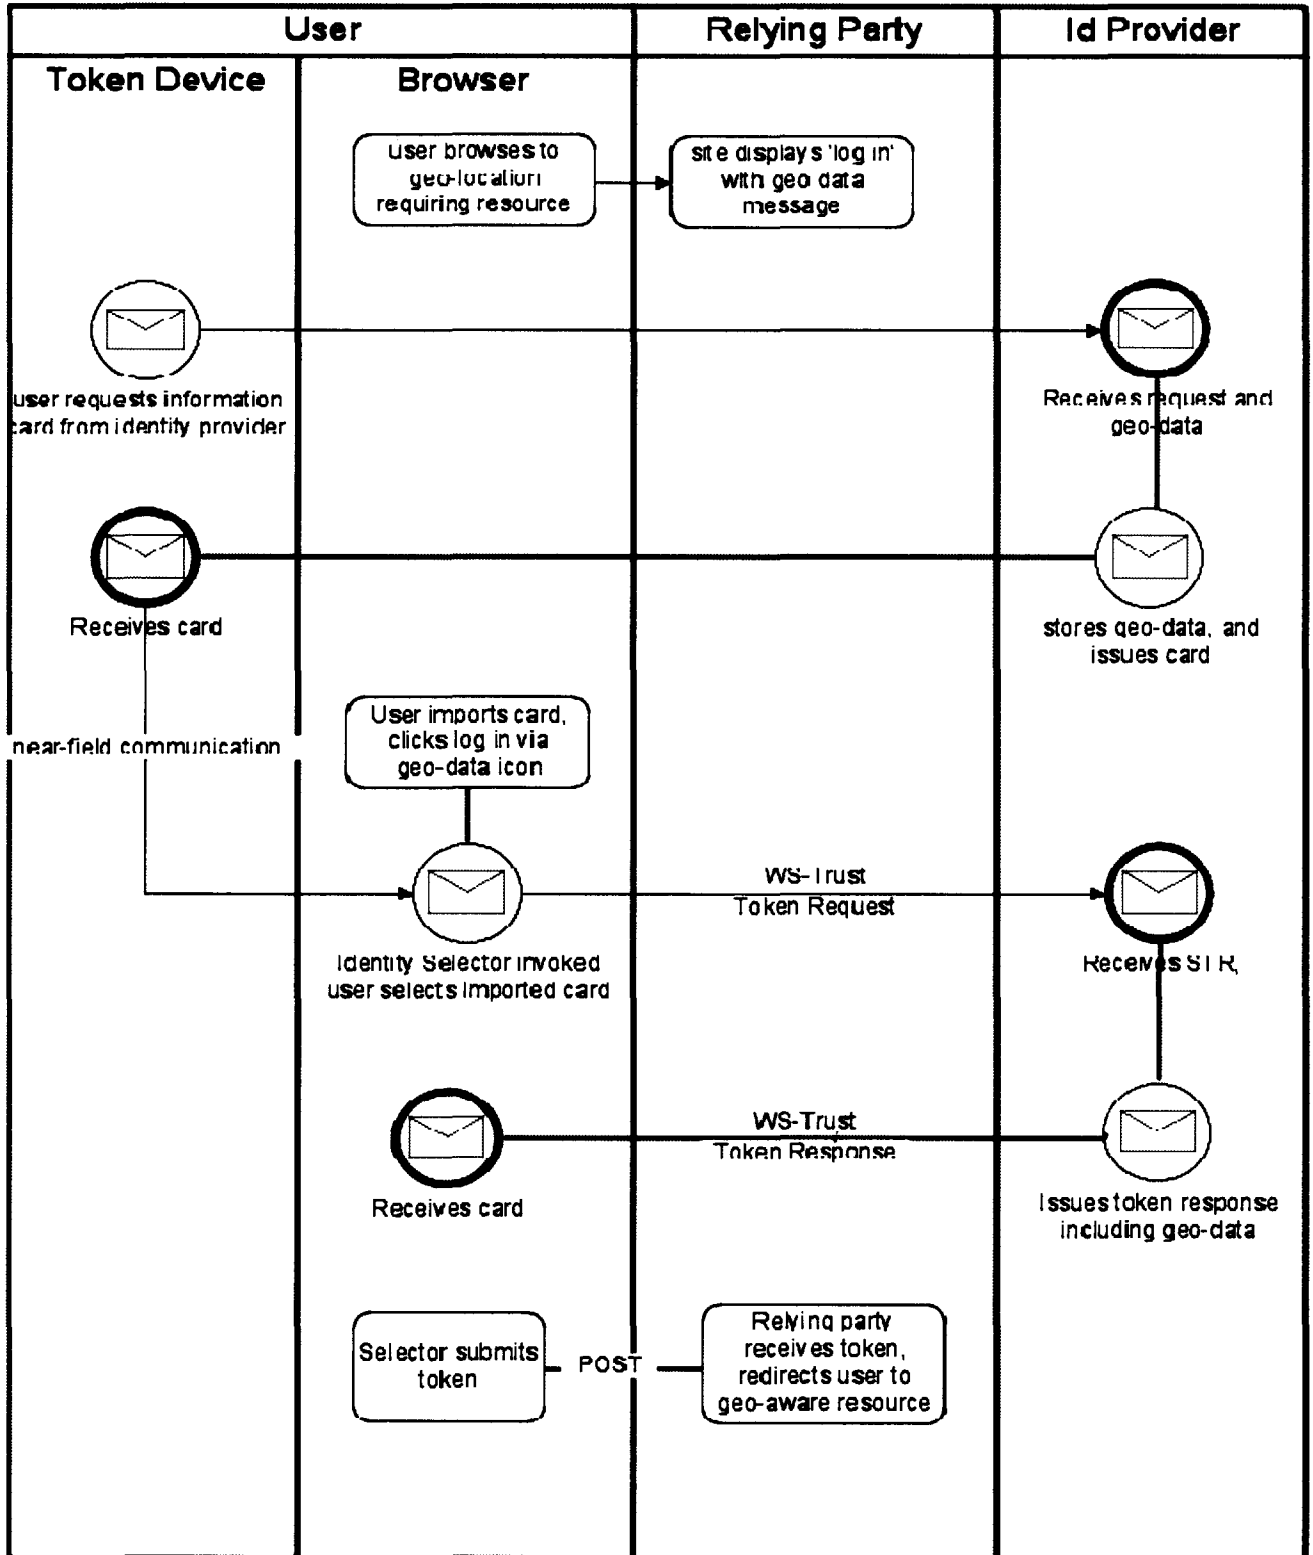 User
Relying Party
Id Provider
Token Device
Browser
user browses to
geo-location
requiring resource
site displays 'log in'
with geo data
message
user requests information
card from identity provider
Receives request and
geo-data
Receives card
stores geo-data, and
issues card
User imports card,
clicks log in via
geo-data icon
near-field communication
WS-Trust
Token Request
Identity Selector invoked
user selects imported card
Receives STR,
WS-Trust
Token Response
Receives card
Issues token response
including geo-data
Selector submits
token
POST
Relying party
receives token,
redirects user to
geo-aware resource